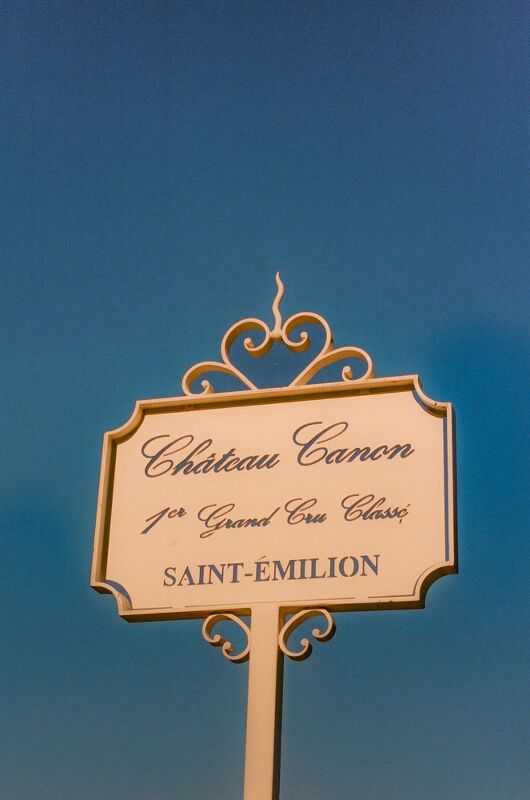 Château Canon
1er Grand Cru Classé
SAINT-ÉMILION